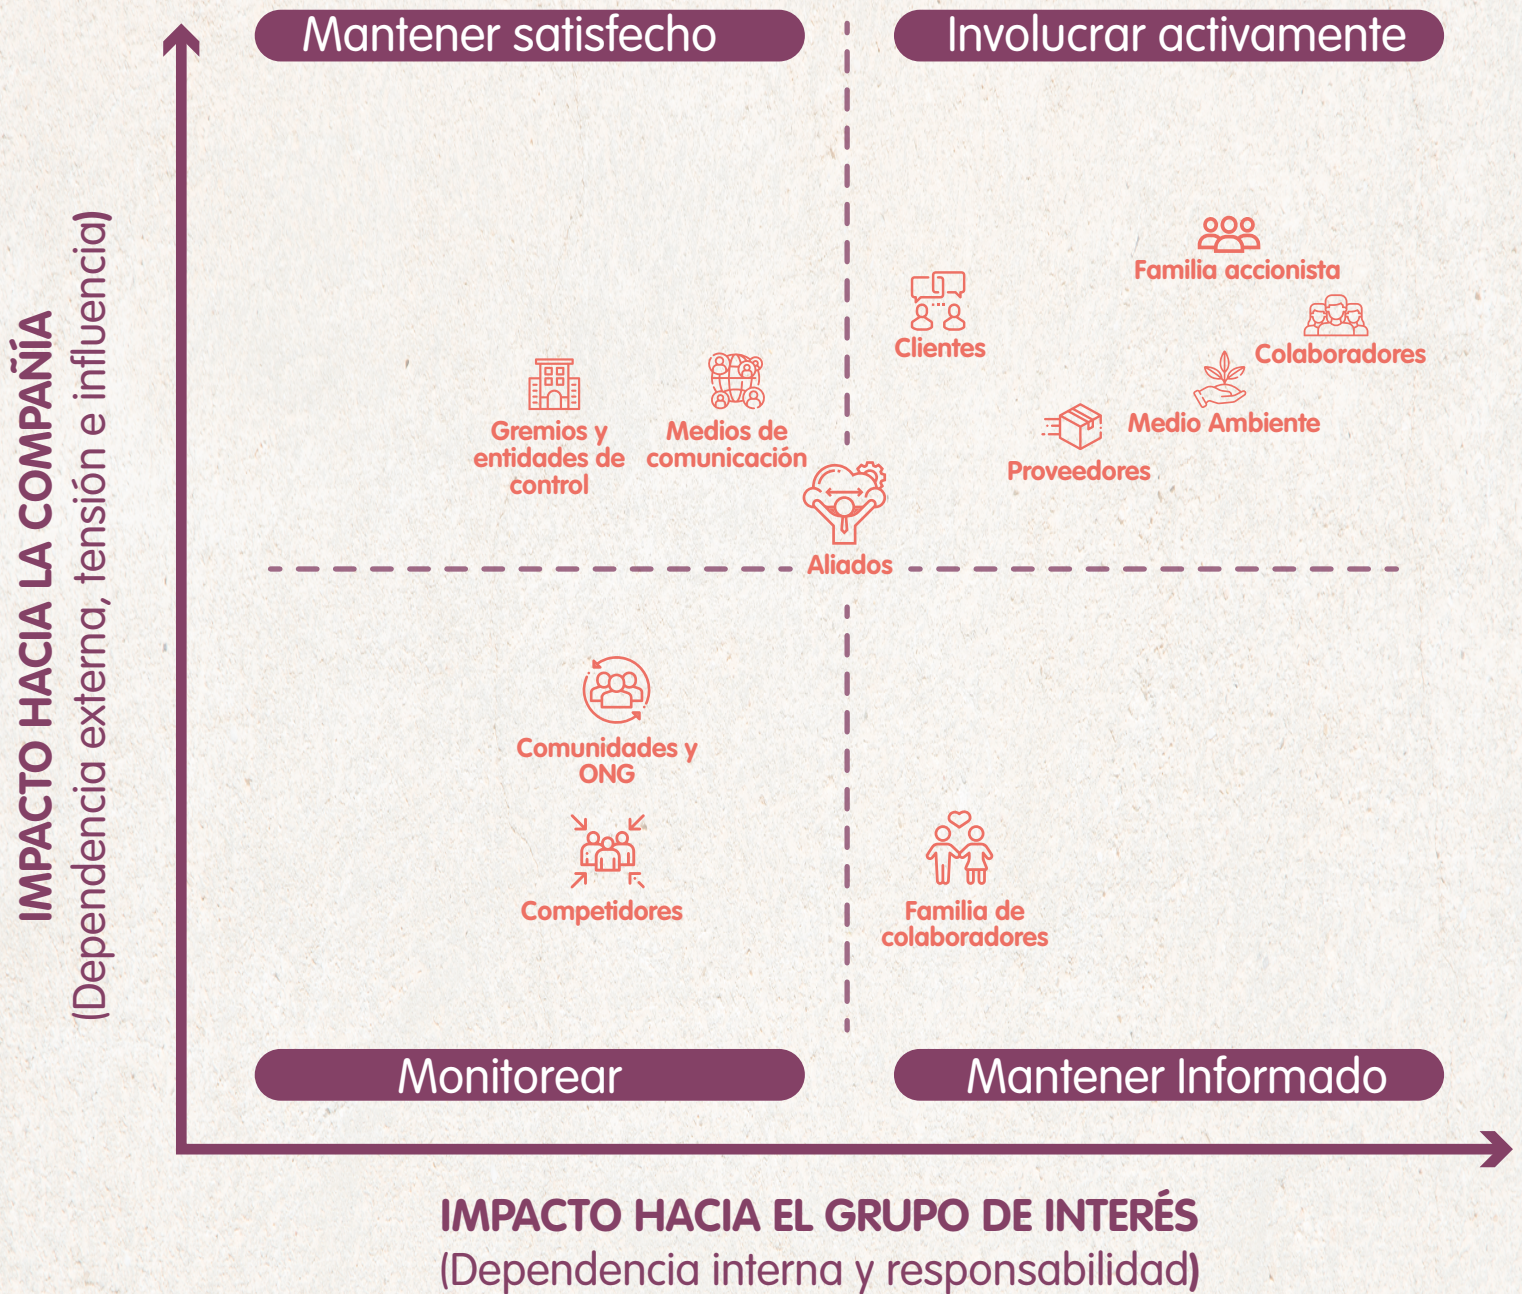 Mantener satisfecho
Involucrar activamente
IMPACTO HACIA LA COMPAÑÍA
(Dependencia externa, tensión e influencia)
Familia accionista
Clientes
Colaboradores
Gremios y
entidades de
control
Medios de
comunicación
Medio Ambiente
Proveedores
Aliados
Comunidades y
ONG
Competidores
Familia de
colaboradores
Monitorear
Mantener Informado
IMPACTO HACIA EL GRUPO DE INTERÉS
(Dependencia interna y responsabilidad)